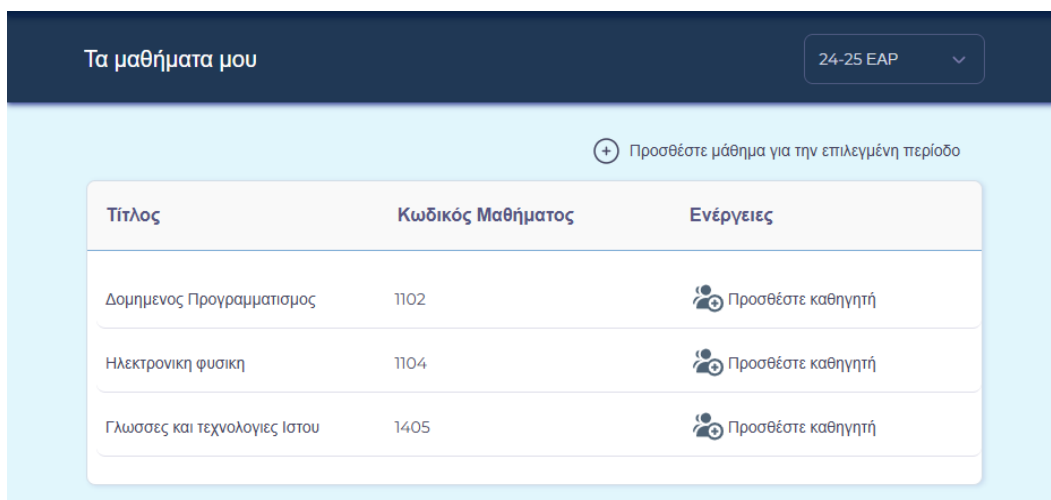 Τα μαθήματα μου
24-25 ΕΑΡ
Προσθέστε μάθημα για την επιλεγμένη περίοδο
Τίτλος Κωδικός Μαθήματος Ενέργειες
Δομημενος Προγραμματισμος 1102 Προσθέστε καθηγητή
Ηλεκτρονικη φυσικη 1104 Προσθέστε καθηγητή
Γλωσσες και τεχνολογιες Ιστου 1405 Προσθέστε καθηγητή